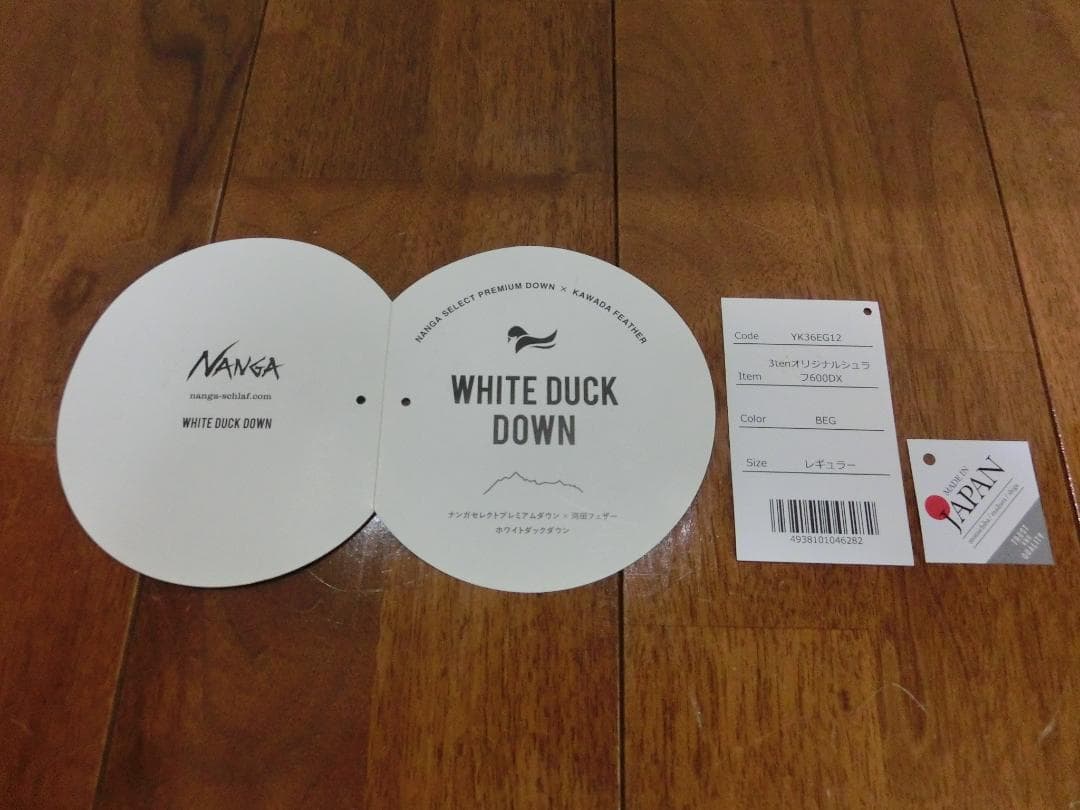 NANGA
nanga-schlaf.com
WHITE DUCK DOWN
NANGA SELECT PREMIUM DOWN × KAWADA FEATHER
WHITE DUCK
DOWN
ナンガセレクトプレミアムダウン × 河田フェザー
ホワイトダックダウン
Code YK36EG12
Item 3tenオリジナルシュラ
フ600DX
Color BEG
Size レギュラー
4938101046282
MADE IN
JAPAN
TRUST
THE
QUALITY